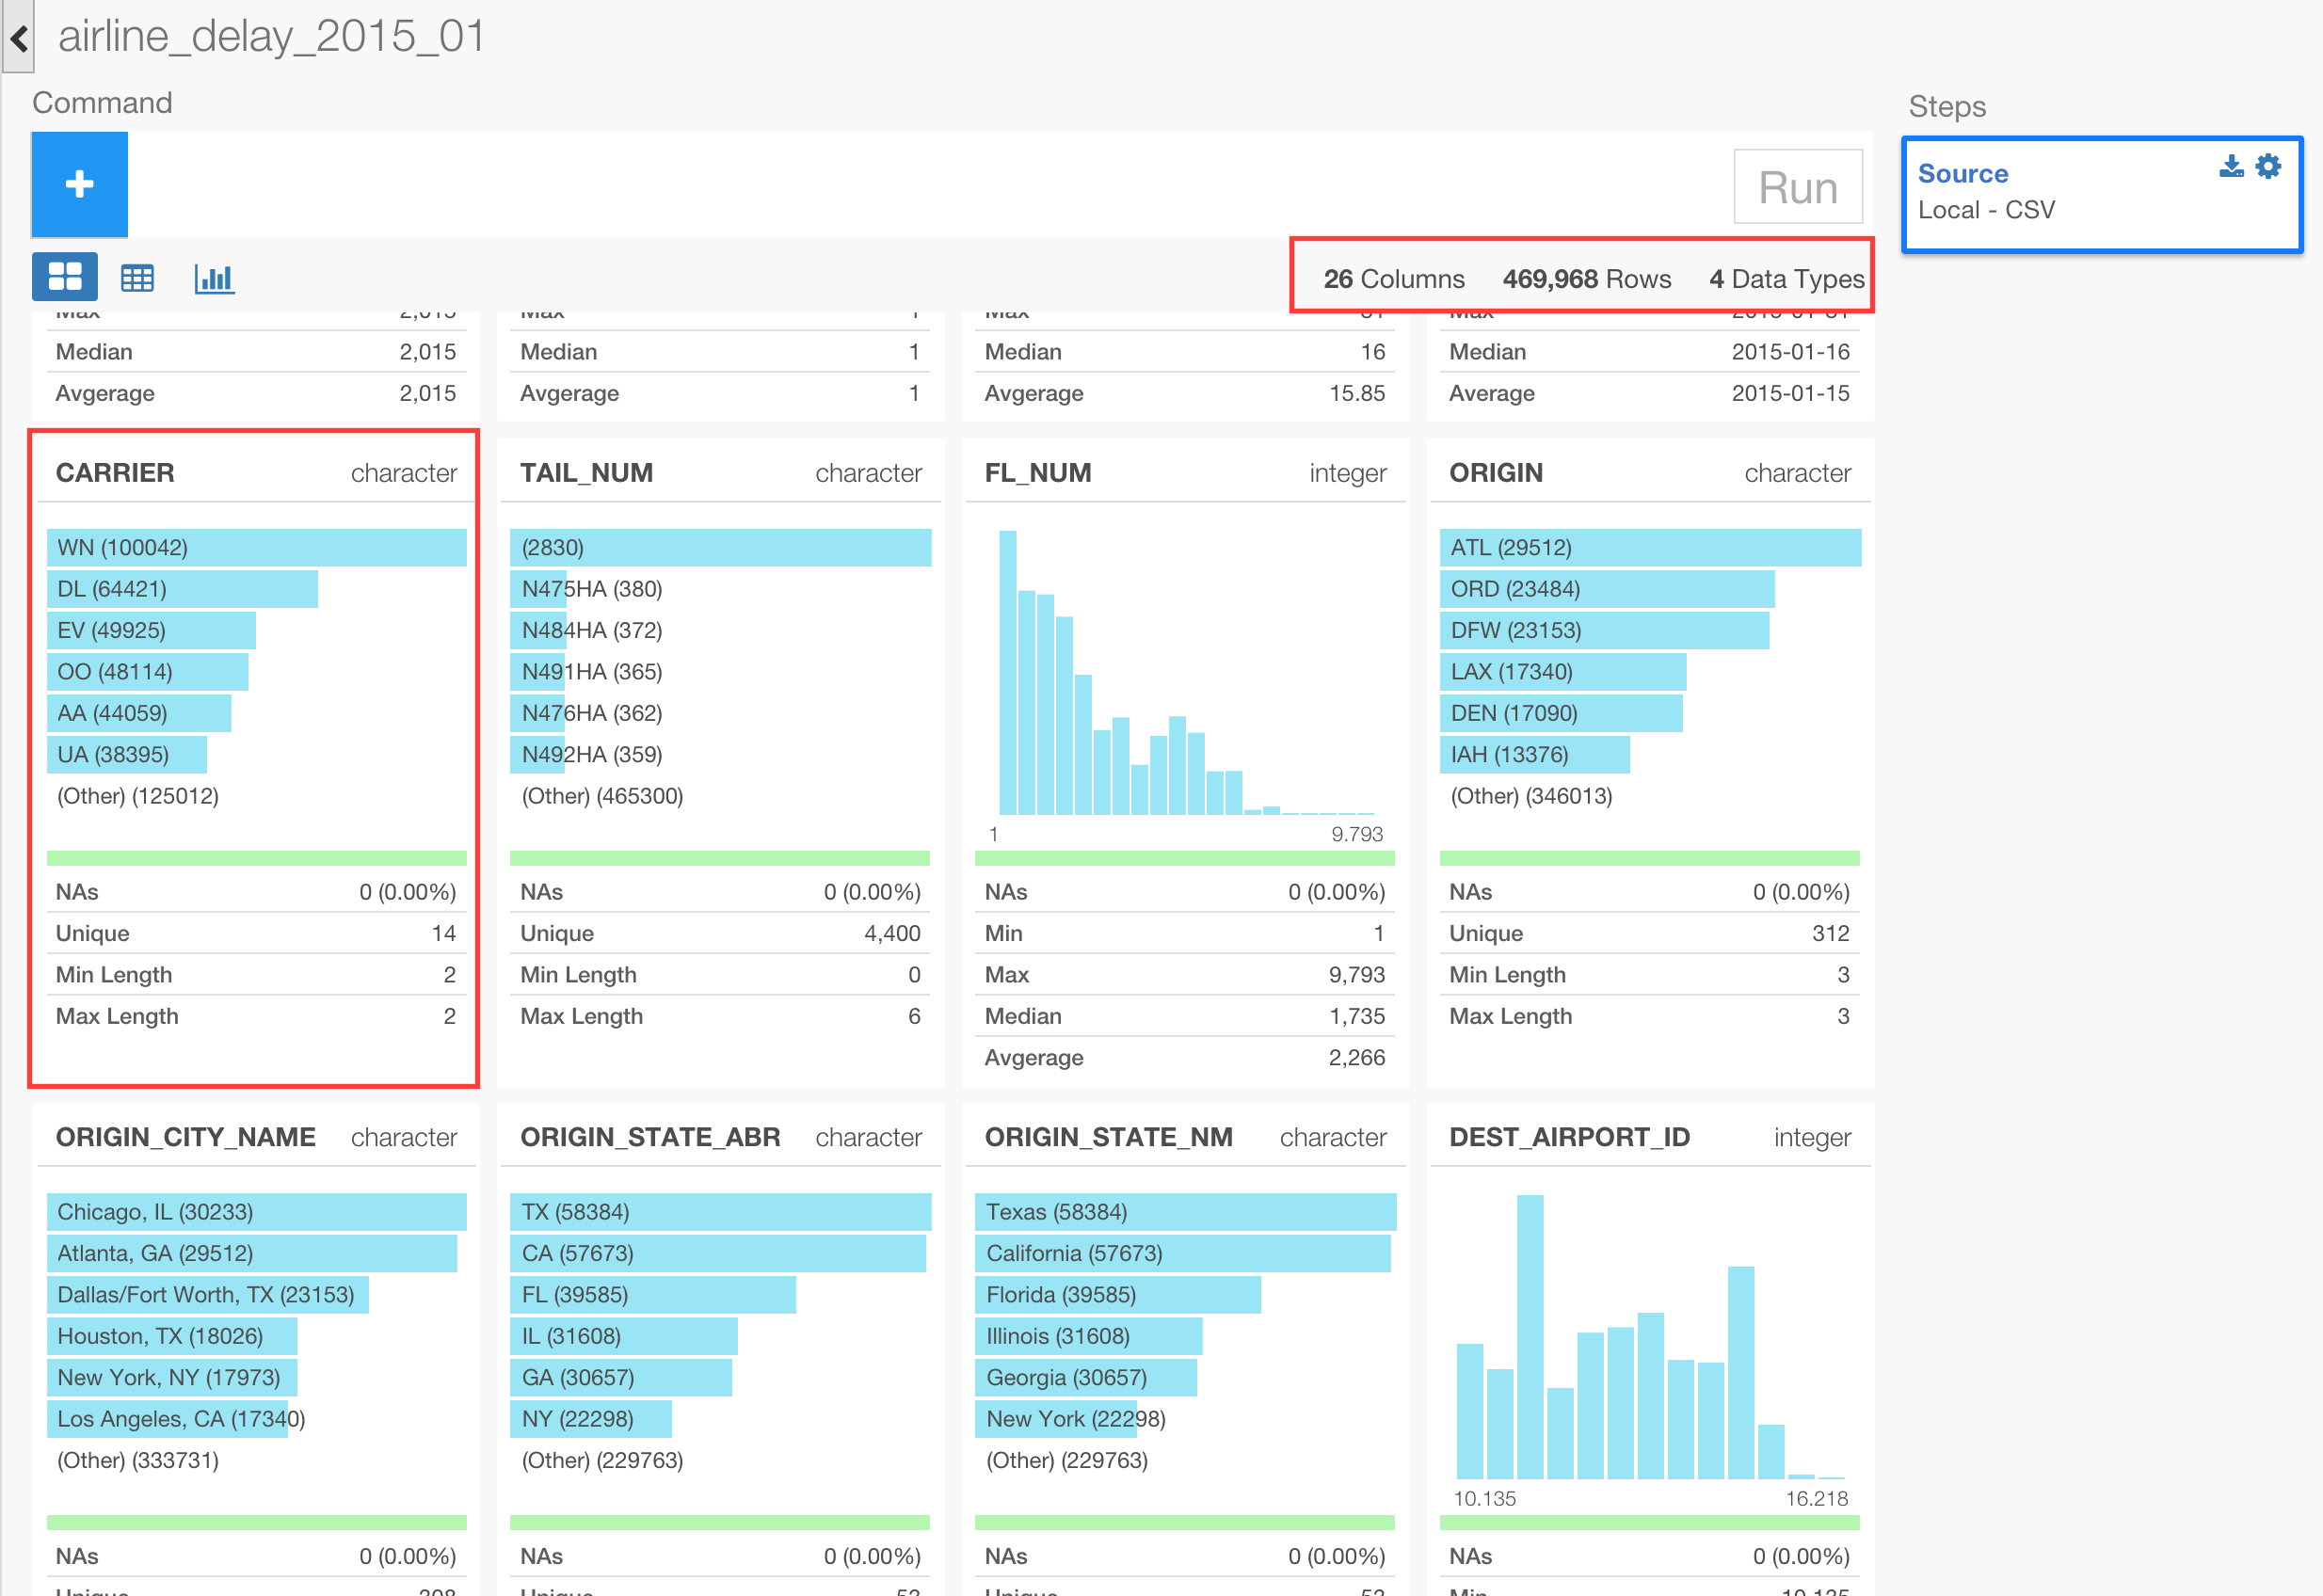 airline_delay_2015_01
Command
Steps
+
Run
Source
Local - CSV
26 Columns 469,968 Rows 4 Data Types
Max 2,015 Max 1 Max 31 Max 2015-01-31
Median 2,015 Median 1 Median 16 Median 2015-01-16
Avgerage 2,015 Avgerage 1 Avgerage 15.85 Average 2015-01-15
CARRIER character
WN (100042)
DL (64421)
EV (49925)
OO (48114)
AA (44059)
UA (38395)
(Other) (125012)
NAs 0 (0.00%)
Unique 14
Min Length 2
Max Length 2
TAIL_NUM character
(2830)
N475HA (380)
N484HA (372)
N491HA (365)
N476HA (362)
N492HA (359)
(Other) (465300)
NAs 0 (0.00%)
Unique 4,400
Min Length 0
Max Length 6
FL_NUM integer
1 9.793
NAs 0 (0.00%)
Min 1
Max 9,793
Median 1,735
Avgerage 2,266
ORIGIN character
ATL (29512)
ORD (23484)
DFW (23153)
LAX (17340)
DEN (17090)
IAH (13376)
(Other) (346013)
NAs 0 (0.00%)
Unique 312
Min Length 3
Max Length 3
ORIGIN_CITY_NAME character
Chicago, IL (30233)
Atlanta, GA (29512)
Dallas/Fort Worth, TX (23153)
Houston, TX (18026)
New York, NY (17973)
Los Angeles, CA (17340)
(Other) (333731)
NAs 0 (0.00%)
Unique
ORIGIN_STATE_ABR character
TX (58384)
CA (57673)
FL (39585)
IL (31608)
GA (30657)
NY (22298)
(Other) (229763)
NAs 0 (0.00%)
Unique
ORIGIN_STATE_NM character
Texas (58384)
California (57673)
Florida (39585)
Illinois (31608)
Georgia (30657)
New York (22298)
(Other) (229763)
NAs 0 (0.00%)
Unique
DEST_AIRPORT_ID integer
10.135 16.218
NAs 0 (0.00%)
Min 10,135